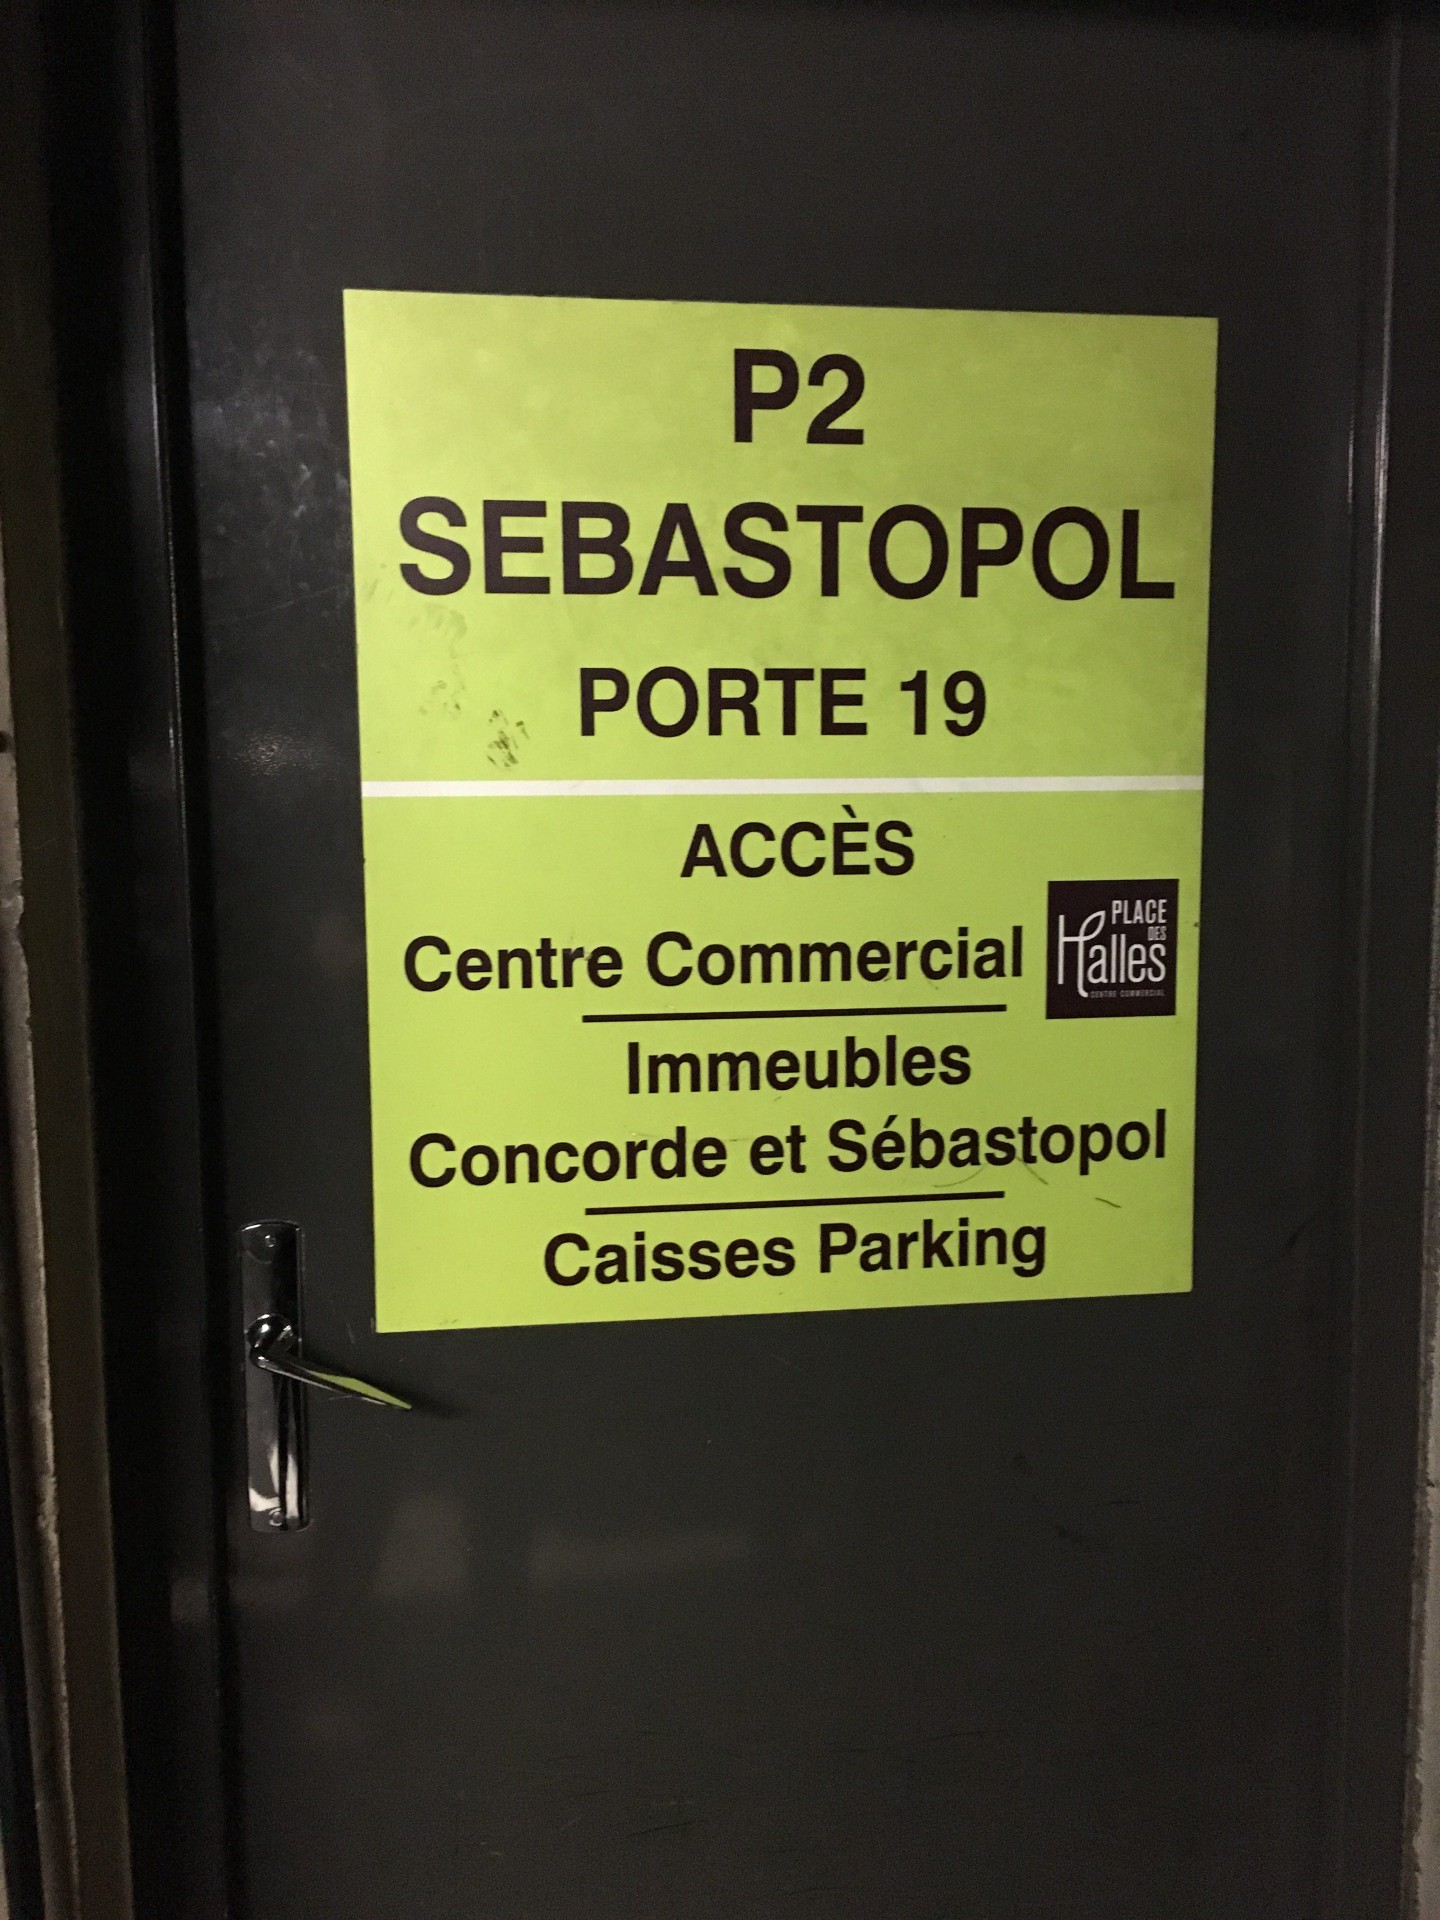 P2
SEBASTOPOL
PORTE 19
ACCÈS
Centre Commercial
PLACE
DES
Halles
CENTRE COMMERCIAL
Immeubles
Concorde et Sébastopol
Caisses Parking